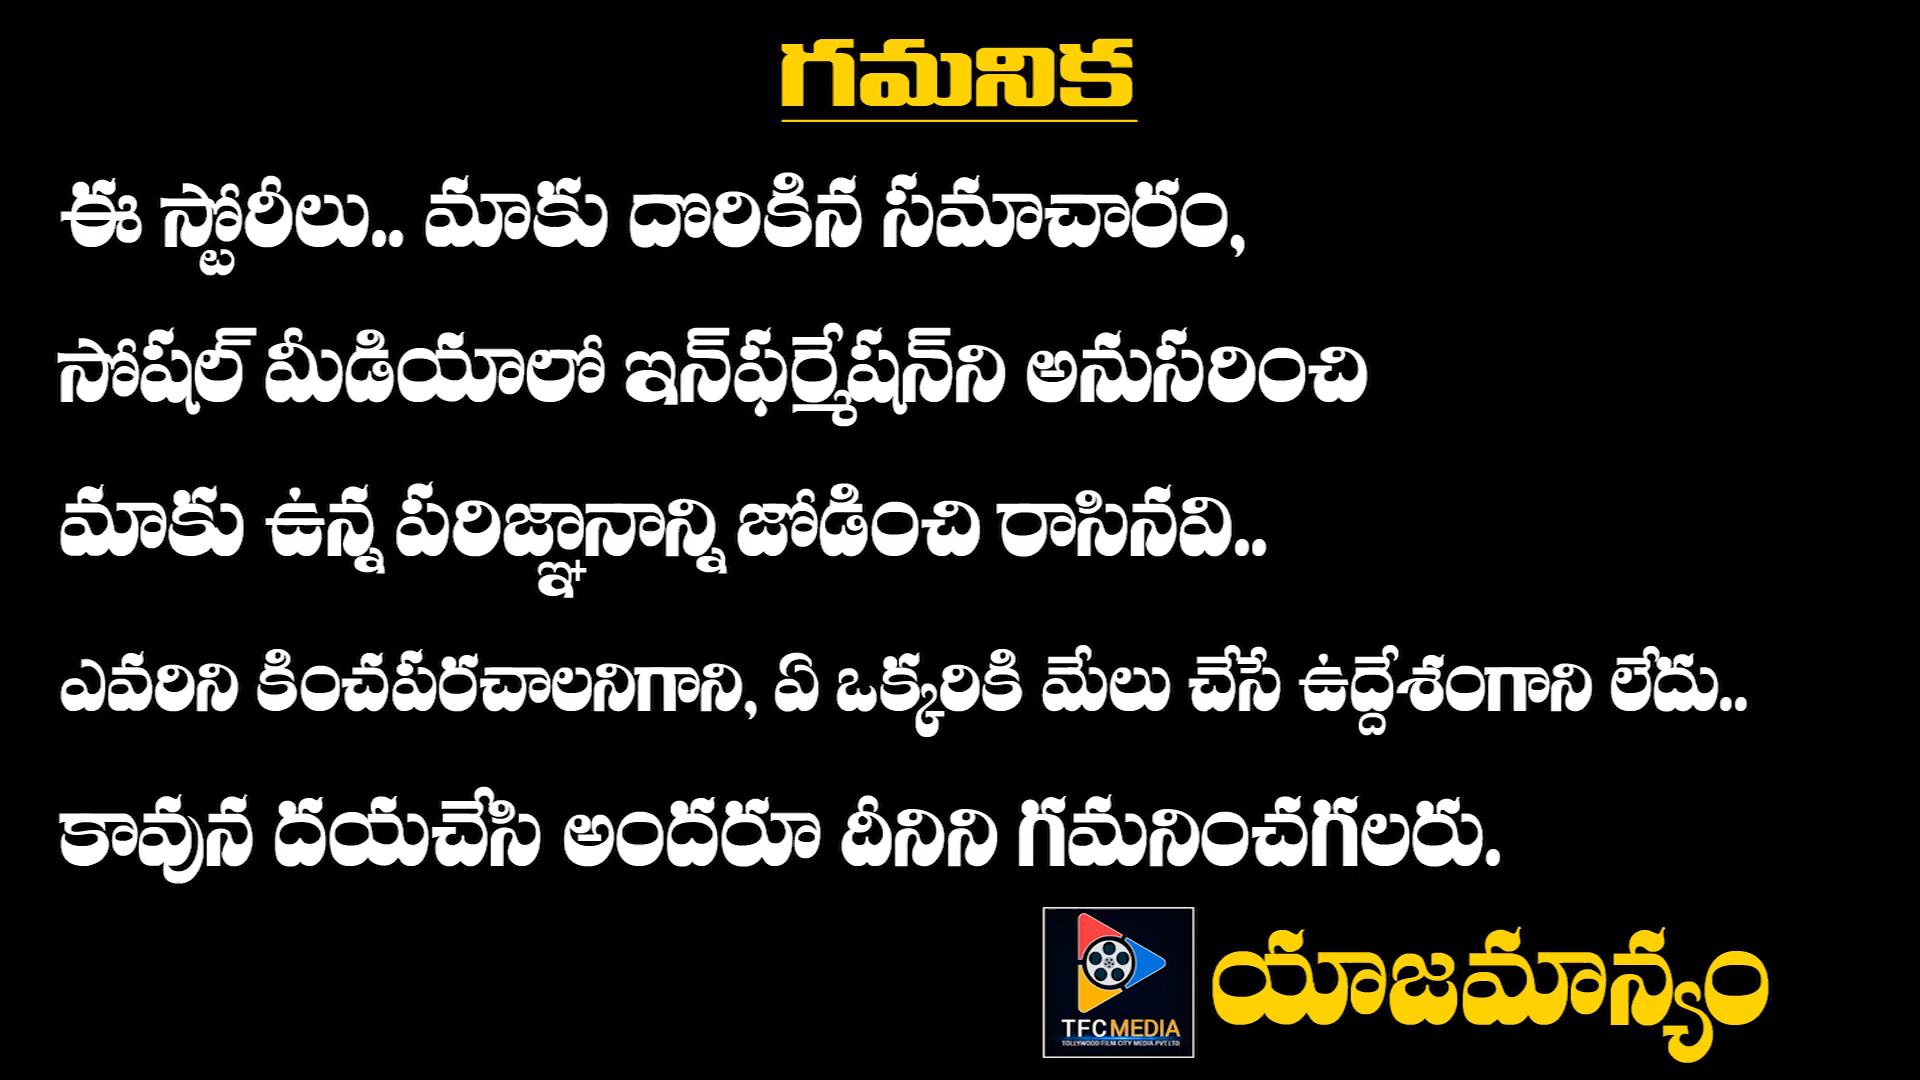 గమనిక
ఈ స్టోరీలు.. మాకు దొరికిన సమాచారం,
సోషల్ మీడియాలో ఇన్‌ఫర్మేషన్‌ని అనుసరించి
మాకు ఉన్న పరిజ్ఞానాన్ని జోడించి రాసినవి..
ఎవరిని కించపరచాలనిగాని, ఏ ఒక్కరికి మేలు చేసే ఉద్దేశంగాని లేదు..
కావున దయచేసి అందరూ దీనిని గమనించగలరు.
యాజమాన్యం
TFC MEDIA
TOLLYWOOD FILM CITY MEDIA PVT.LTD.